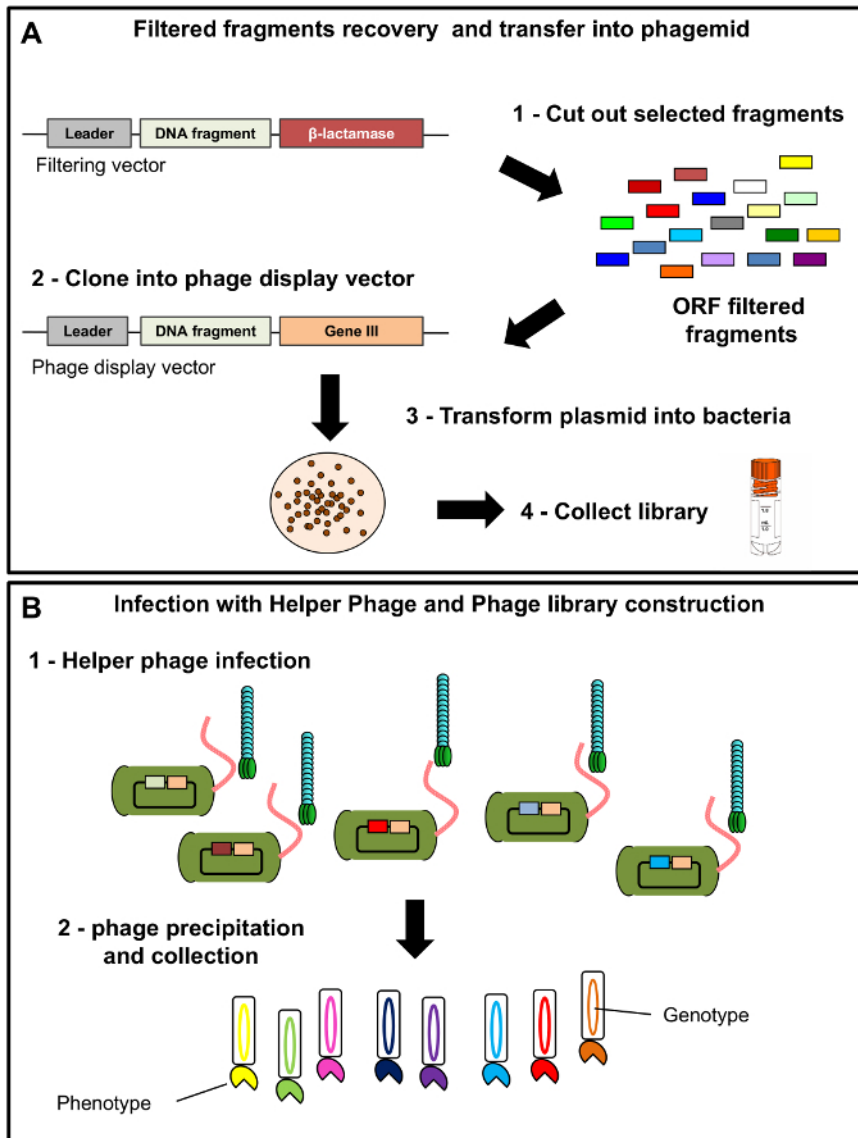 A
Filtered fragments recovery and transfer into phagemid
Leader
DNA fragment
β-lactamase
Filtering vector
1 - Cut out selected fragments
ORF filtered
fragments
2 - Clone into phage display vector
Leader
DNA fragment
Gene III
Phage display vector
3 - Transform plasmid into bacteria
4 - Collect library
B
Infection with Helper Phage and Phage library construction
1 - Helper phage infection
2 - phage precipitation
and collection
Genotype
Phenotype